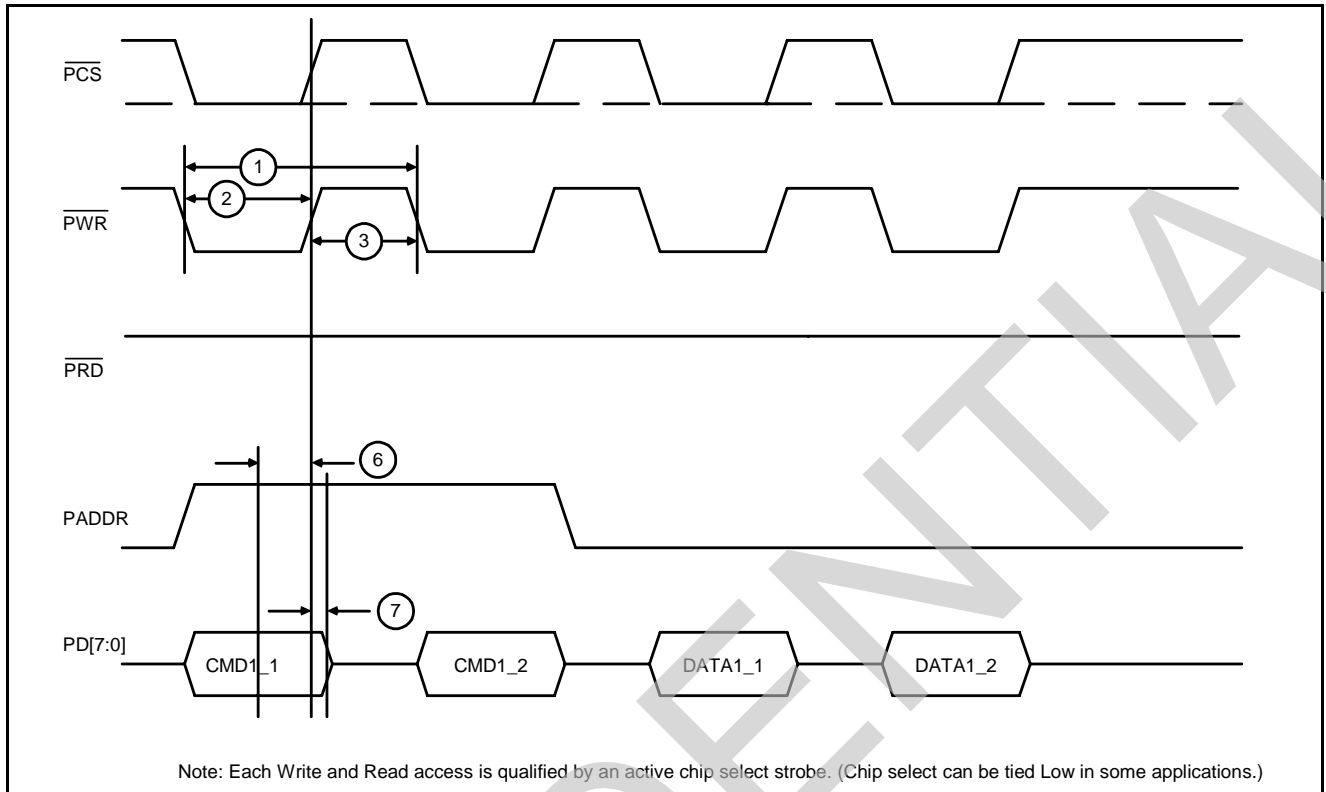 PCS
1
2
PWR
3
PRD
6
PADDR
7
PD[7:0]
CMD1_1
CMD1_2
DATA1_1
DATA1_2
Note: Each Write and Read access is qualified by an active chip select strobe. (Chip select can be tied Low in some applications.)
ENTIAL